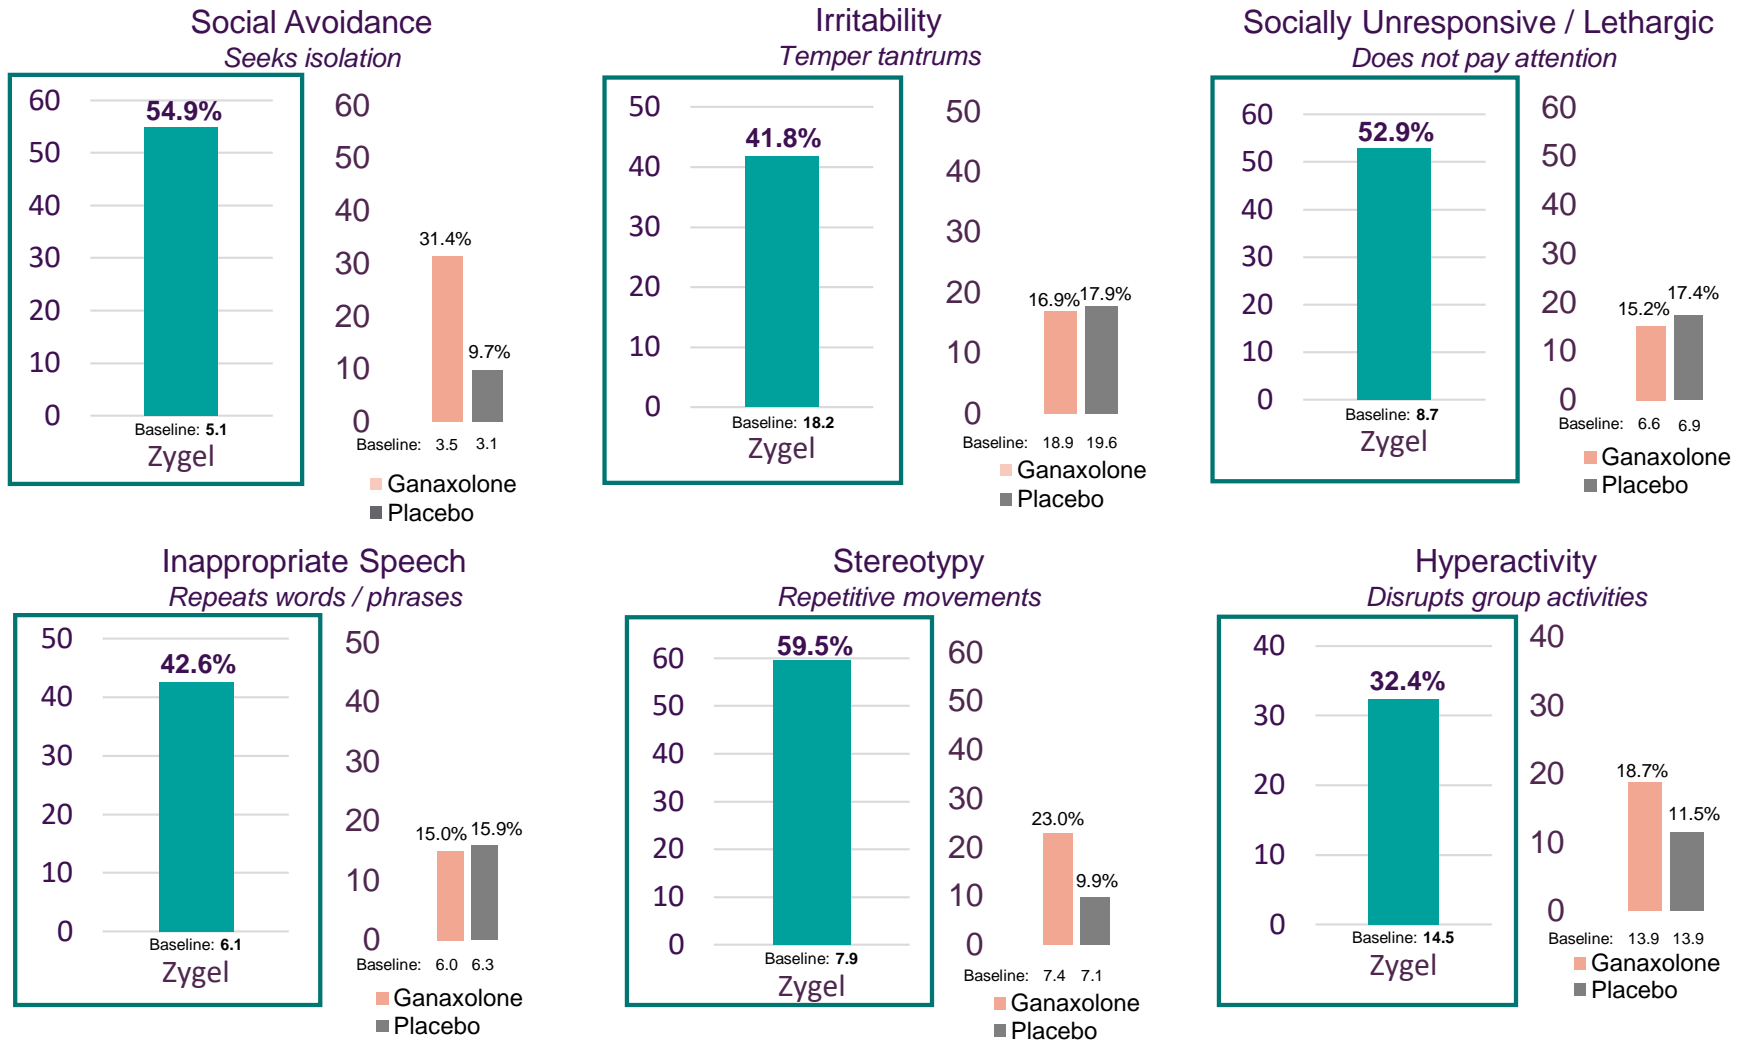 Social Avoidance
Seeks isolation
60
50
40
30
20
10
0
54.9%
Baseline: 5.1
Zygel
60
50
40
30
20
10
0
31.4%
9.7%
Baseline: 3.5 3.1
Ganaxolone
Placebo
Irritability
Temper tantrums
50
40
30
20
10
0
41.8%
Baseline: 18.2
Zygel
50
40
30
20
10
0
16.9% 17.9%
Baseline: 18.9 19.6
Ganaxolone
Placebo
Socially Unresponsive / Lethargic
Does not pay attention
60
50
40
30
20
10
0
52.9%
Baseline: 8.7
Zygel
60
50
40
30
20
10
0
15.2% 17.4%
Baseline: 6.6 6.9
Ganaxolone
Placebo
Inappropriate Speech
Repeats words / phrases
50
40
30
20
10
0
42.6%
Baseline: 6.1
Zygel
50
40
30
20
10
0
15.0% 15.9%
Baseline: 6.0 6.3
Ganaxolone
Placebo
Stereotypy
Repetitive movements
60
50
40
30
20
10
0
59.5%
Baseline: 7.9
Zygel
60
50
40
30
20
10
0
23.0%
9.9%
Baseline: 7.4 7.1
Ganaxolone
Placebo
Hyperactivity
Disrupts group activities
40
30
20
10
0
32.4%
Baseline: 14.5
Zygel
40
30
20
10
0
18.7%
11.5%
Baseline: 13.9 13.9
Ganaxolone
Placebo